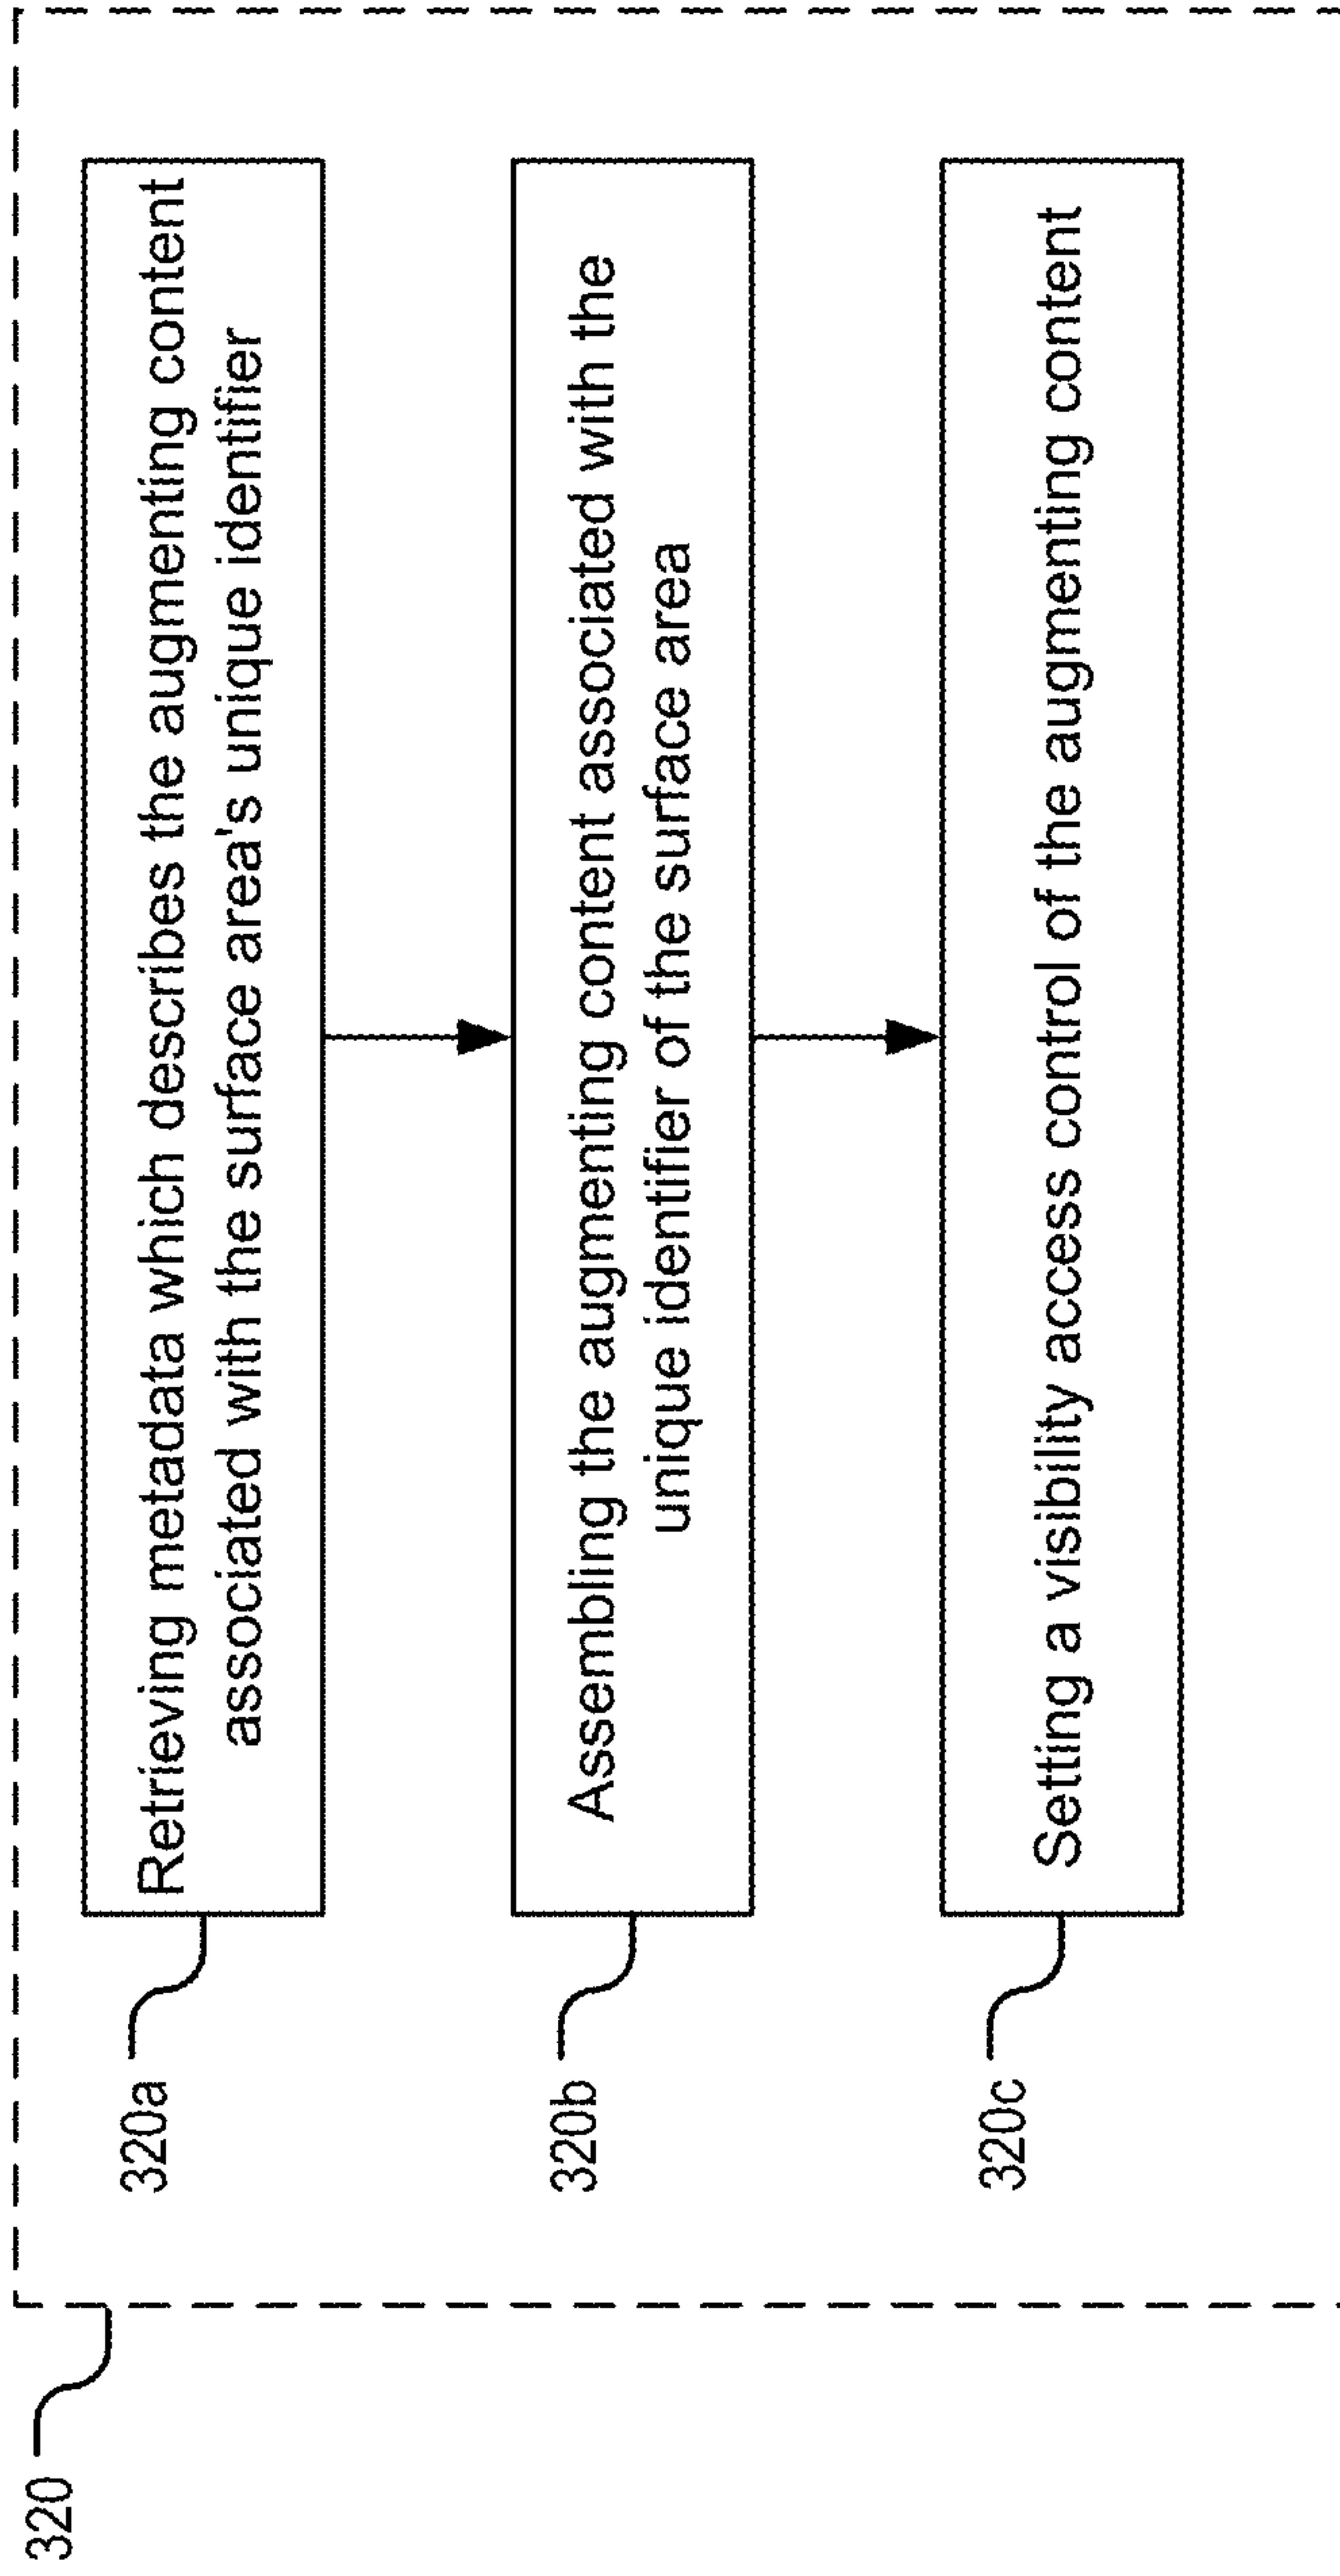 320
320a
Retrieving metadata which describes the augmenting content
associated with the surface area's unique identifier
320b
Assembling the augmenting content associated with the
unique identifier of the surface area
320c
Setting a visibility access control of the augmenting content